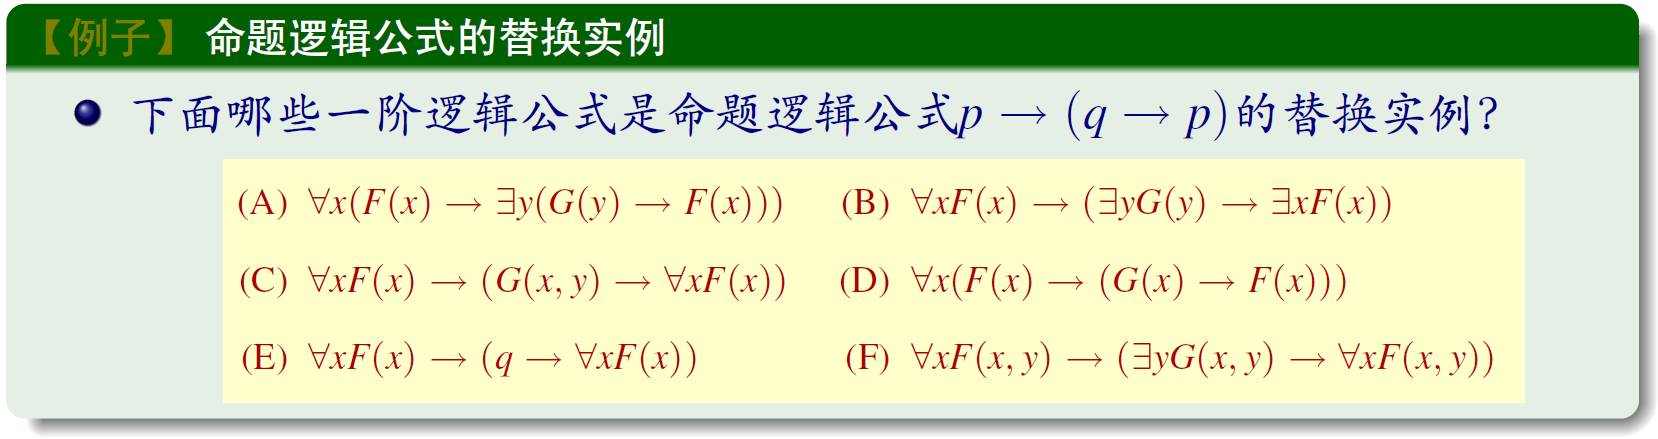 【例子】 命题逻辑公式的替换实例
下面哪些一阶逻辑公式是命题逻辑公式p → (q → p)的替换实例?
(A) ∀x(F(x) → ∃y(G(y) → F(x))) (B) ∀xF(x) → (∃yG(y) → ∃xF(x))
(C) ∀xF(x) → (G(x, y) → ∀xF(x)) (D) ∀x(F(x) → (G(x) → F(x)))
(E) ∀xF(x) → (q → ∀xF(x)) (F) ∀xF(x, y) → (∃yG(x, y) → ∀xF(x, y))